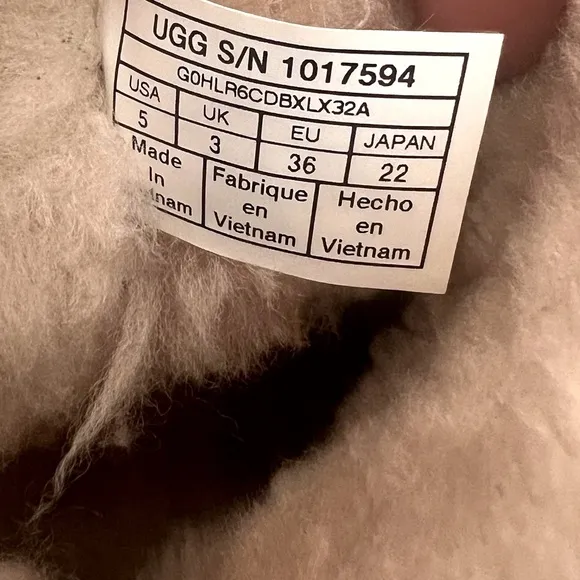 UGG S/N 1017594
G0HLR6CDBXLX32A
USA UK EU JAPAN
5 3 36 22
Made In
Fabrique en Vietnam
Hecho en Vietnam